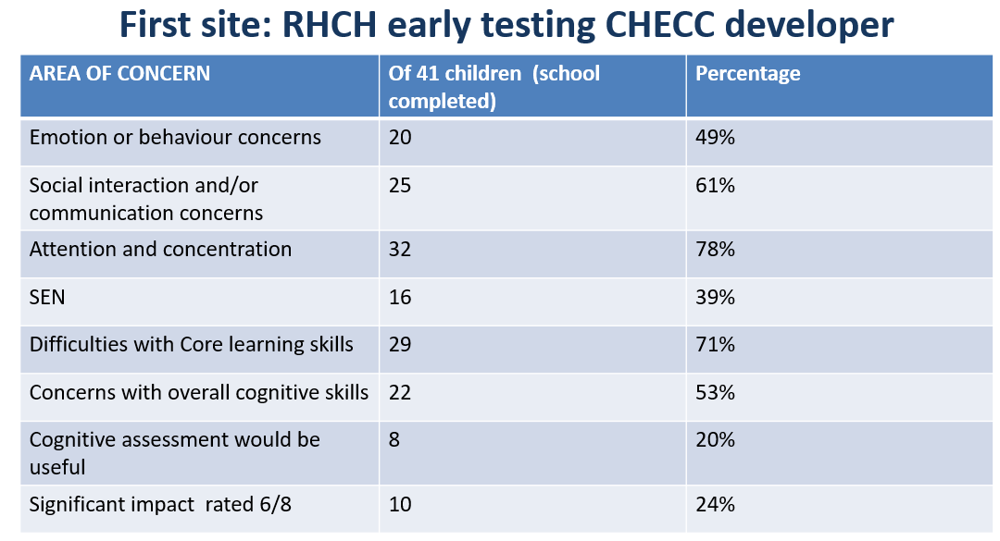 First site: RHCH early testing CHECC developer
AREA OF CONCERN Of 41 children  (school completed) Percentage
Emotion or behaviour concerns 20 49%
Social interaction and/or communication concerns 25 61%
Attention and concentration 32 78%
SEN 16 39%
Difficulties with Core learning skills 29 71%
Concerns with overall cognitive skills 22 53%
Cognitive assessment would be useful 8 20%
Significant impact  rated 6/8 10 24%